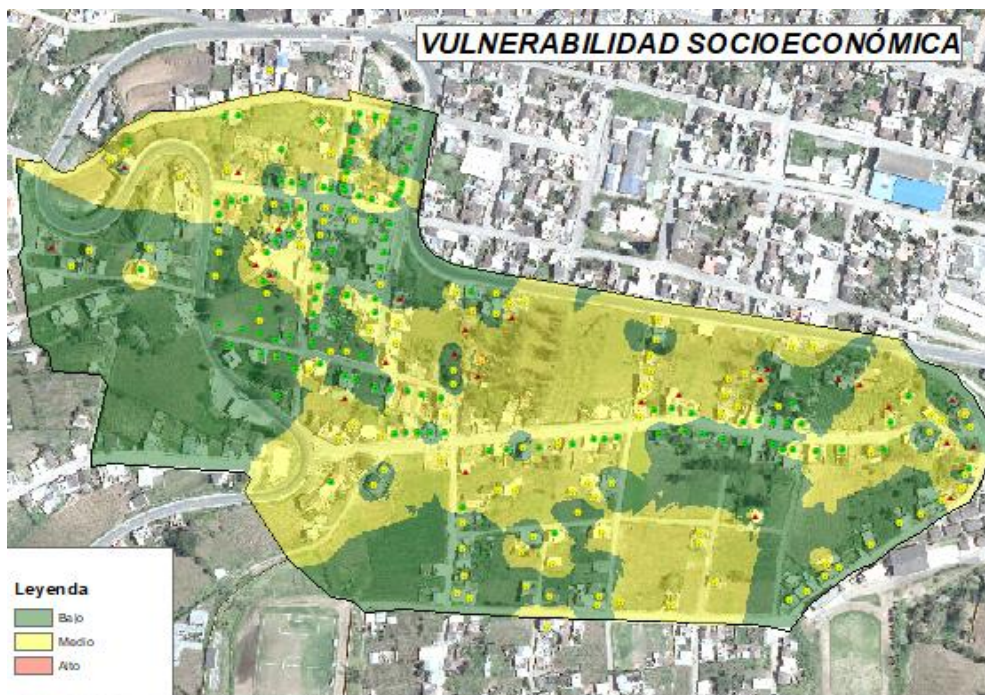 VULNERABILIDAD SOCIOECONÓMICA
Leyenda
Bajo
Medio
Alto